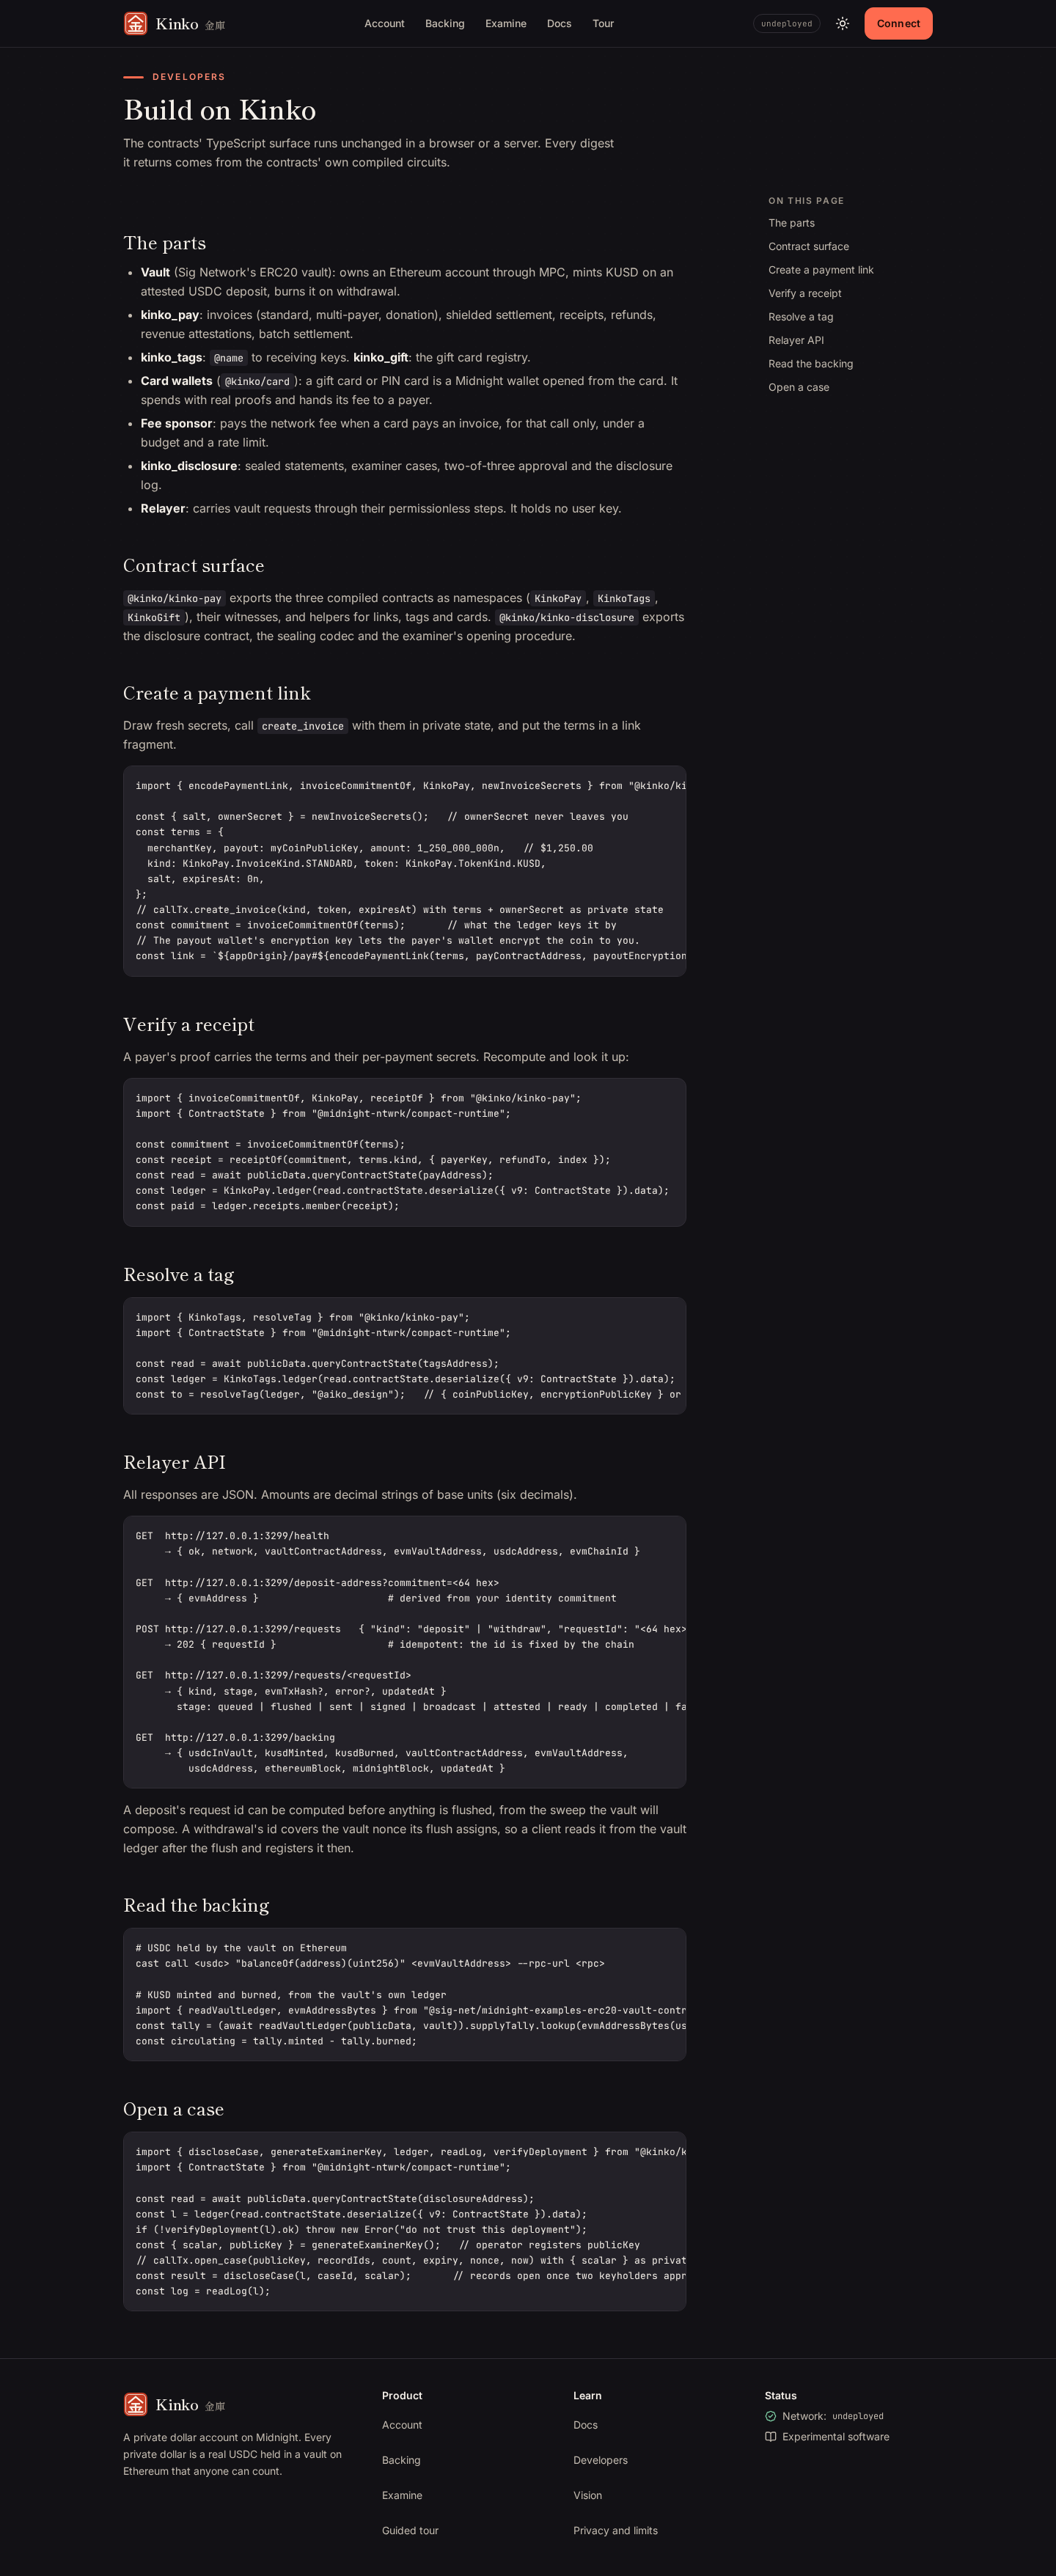 Kinko 金庫
Account
Backing
Examine
Docs
Tour
undeployed
Connect
DEVELOPERS
Build on Kinko
The contracts' TypeScript surface runs unchanged in a browser or a server. Every digest
it returns comes from the contracts' own compiled circuits.
ON THIS PAGE
The parts
Contract surface
Create a payment link
Verify a receipt
Resolve a tag
Relayer API
Read the backing
Open a case
The parts
• Vault (Sig Network's ERC20 vault): owns an Ethereum account through MPC, mints KUSD on an
attested USDC deposit, burns it on withdrawal.
• kinko_pay: invoices (standard, multi-payer, donation), shielded settlement, receipts, refunds,
revenue attestations, batch settlement.
• kinko_tags: @name to receiving keys. kinko_gift: the gift card registry.
• Card wallets (@kinko/card): a gift card or PIN card is a Midnight wallet opened from the card. It
spends with real proofs and hands its fee to a payer.
• Fee sponsor: pays the network fee when a card pays an invoice, for that call only, under a
budget and a rate limit.
• kinko_disclosure: sealed statements, examiner cases, two-of-three approval and the disclosure
log.
• Relayer: carries vault requests through their permissionless steps. It holds no user key.
Contract surface
@kinko/kinko-pay exports the three compiled contracts as namespaces (KinkoPay, KinkoTags,
KinkoGift), their witnesses, and helpers for links, tags and cards. @kinko/kinko-disclosure exports
the disclosure contract, the sealing codec and the examiner's opening procedure.
Create a payment link
Draw fresh secrets, call create_invoice with them in private state, and put the terms in a link
fragment.
import { encodePaymentLink, invoiceCommitmentOf, KinkoPay, newInvoiceSecrets } from "@kinko/ki
const { salt, ownerSecret } = newInvoiceSecrets();   // ownerSecret never leaves you
const terms = {
  merchantKey, payout: myCoinPublicKey, amount: 1_250_000_000n,   // $1,250.00
  kind: KinkoPay.InvoiceKind.STANDARD, token: KinkoPay.TokenKind.KUSD,
  salt, expiresAt: 0n,
};
// callTx.create_invoice(kind, token, expiresAt) with terms + ownerSecret as private state
const commitment = invoiceCommitmentOf(terms);       // what the ledger keys it by
// The payout wallet's encryption key lets the payer's wallet encrypt the coin to you.
const link = `${appOrigin}/pay#${encodePaymentLink(terms, payContractAddress, payoutEncryption
Verify a receipt
A payer's proof carries the terms and their per-payment secrets. Recompute and look it up:
import { invoiceCommitmentOf, KinkoPay, receiptOf } from "@kinko/kinko-pay";
import { ContractState } from "@midnight-ntwrk/compact-runtime";
const commitment = invoiceCommitmentOf(terms);
const receipt = receiptOf(commitment, terms.kind, { payerKey, refundTo, index });
const read = await publicData.queryContractState(payAddress);
const ledger = KinkoPay.ledger(read.contractState.deserialize({ v9: ContractState }).data);
const paid = ledger.receipts.member(receipt);
Resolve a tag
import { KinkoTags, resolveTag } from "@kinko/kinko-pay";
import { ContractState } from "@midnight-ntwrk/compact-runtime";
const read = await publicData.queryContractState(tagsAddress);
const ledger = KinkoTags.ledger(read.contractState.deserialize({ v9: ContractState }).data);
const to = resolveTag(ledger, "@aiko_design");   // { coinPublicKey, encryptionPublicKey } or
Relayer API
All responses are JSON. Amounts are decimal strings of base units (six decimals).
GET  http://127.0.0.1:3299/health
     → { ok, network, vaultContractAddress, evmVaultAddress, usdcAddress, evmChainId }
GET  http://127.0.0.1:3299/deposit-address?commitment=<64 hex>
     → { evmAddress }                      # derived from your identity commitment
POST http://127.0.0.1:3299/requests   { "kind": "deposit" | "withdraw", "requestId": "<64 hex>
     → 202 { requestId }                   # idempotent: the id is fixed by the chain
GET  http://127.0.0.1:3299/requests/<requestId>
     → { kind, stage, evmTxHash?, error?, updatedAt }
       stage: queued | flushed | sent | signed | broadcast | attested | ready | completed | fa
GET  http://127.0.0.1:3299/backing
     → { usdcInVault, kusdMinted, kusdBurned, vaultContractAddress, evmVaultAddress,
         usdcAddress, ethereumBlock, midnightBlock, updatedAt }
A deposit's request id can be computed before anything is flushed, from the sweep the vault will
compose. A withdrawal's id covers the vault nonce its flush assigns, so a client reads it from the vault
ledger after the flush and registers it then.
Read the backing
# USDC held by the vault on Ethereum
cast call <usdc> "balanceOf(address)(uint256)" <evmVaultAddress> --rpc-url <rpc>
# KUSD minted and burned, from the vault's own ledger
import { readVaultLedger, evmAddressBytes } from "@sig-net/midnight-examples-erc20-vault-contr
const tally = (await readVaultLedger(publicData, vault)).supplyTally.lookup(evmAddressBytes(us
const circulating = tally.minted - tally.burned;
Open a case
import { discloseCase, generateExaminerKey, ledger, readLog, verifyDeployment } from "@kinko/k
import { ContractState } from "@midnight-ntwrk/compact-runtime";
const read = await publicData.queryContractState(disclosureAddress);
const l = ledger(read.contractState.deserialize({ v9: ContractState }).data);
if (!verifyDeployment(l).ok) throw new Error("do not trust this deployment");
const { scalar, publicKey } = generateExaminerKey();   // operator registers publicKey
// callTx.open_case(publicKey, recordIds, count, expiry, nonce, now) with { scalar } as privat
const result = discloseCase(l, caseId, scalar);       // records open once two keyholders appr
const log = readLog(l);
Kinko 金庫
A private dollar account on Midnight. Every
private dollar is a real USDC held in a vault on
Ethereum that anyone can count.
Product
Account
Backing
Examine
Guided tour
Learn
Docs
Developers
Vision
Privacy and limits
Status
Network: undeployed
Experimental software